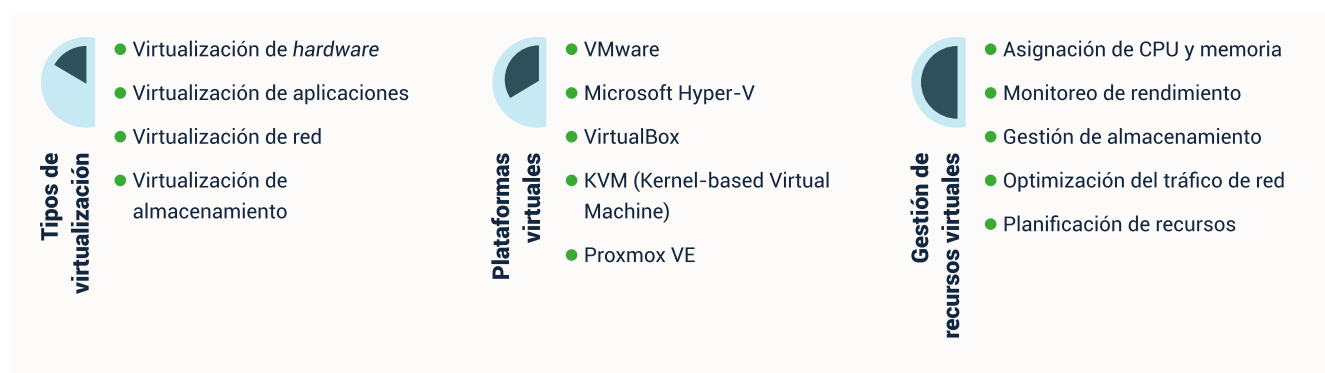 Tipos de
virtualización
Virtualización de hardware
Virtualización de aplicaciones
Virtualización de red
Virtualización de
almacenamiento
Plataformas
virtuales
VMware
Microsoft Hyper-V
VirtualBox
KVM (Kernel-based Virtual
Machine)
Proxmox VE
Gestión de
recursos virtuales
Asignación de CPU y memoria
Monitoreo de rendimiento
Gestión de almacenamiento
Optimización del tráfico de red
Planificación de recursos